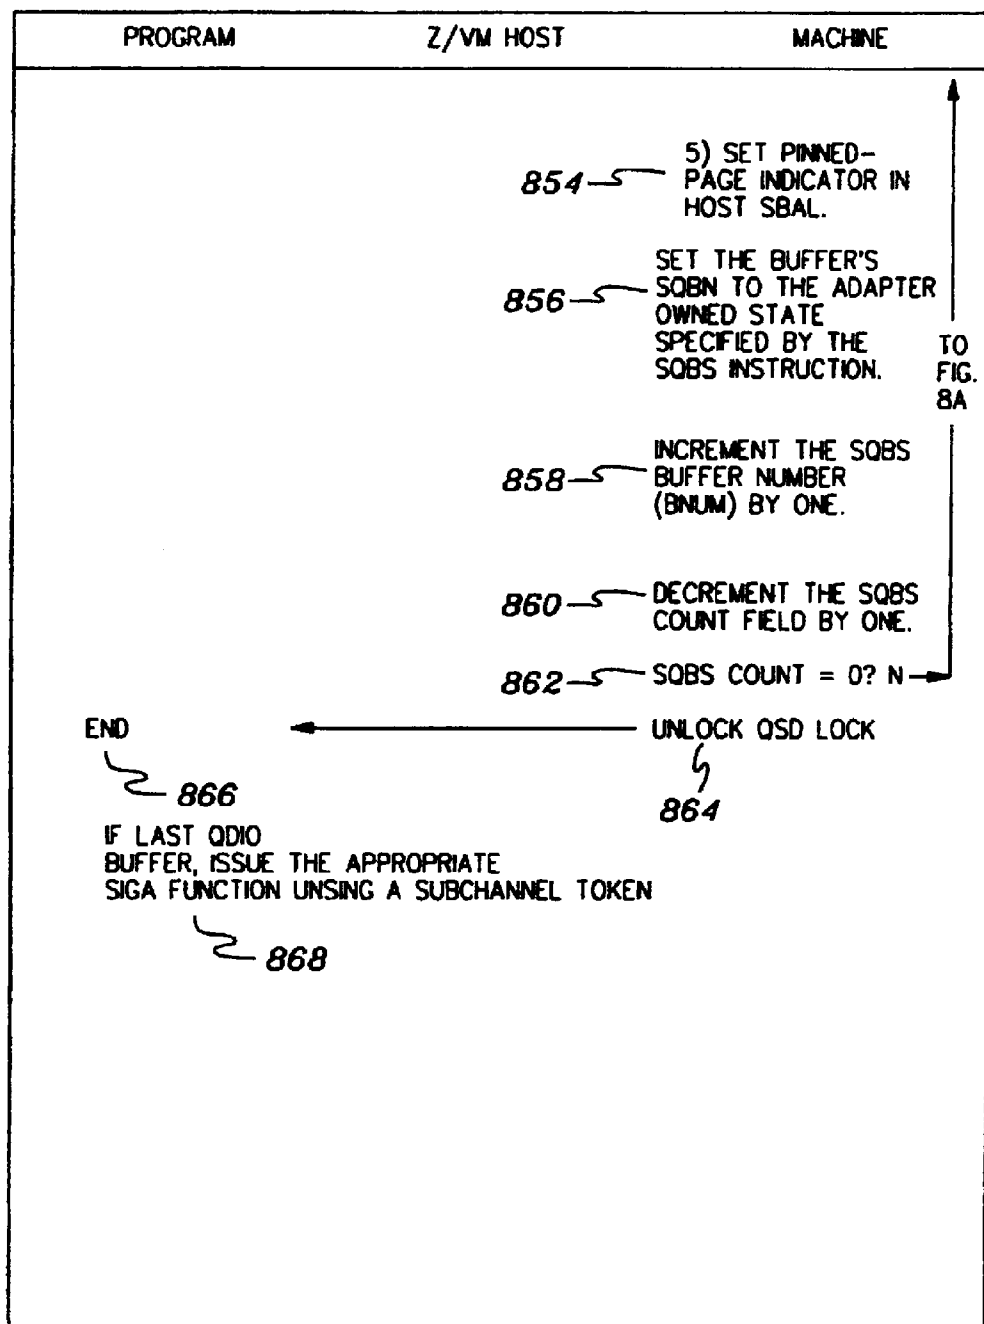 PROGRAM Z/VM HOST MACHINE
854 5) SET PINNED-
PAGE INDICATOR IN
HOST SBAL.
SET THE BUFFER'S
856 SQBN TO THE ADAPTER
OWNED STATE
SPECIFIED BY THE
SQBS INSTRUCTION.
TO
FIG.
8A
INCREMENT THE SQBS
858 BUFFER NUMBER
(BNUM) BY ONE.
860 DECREMENT THE SQBS
COUNT FIELD BY ONE.
862 SQBS COUNT = 0? N
END UNLOCK QSD LOCK
866 864
IF LAST QDIO
BUFFER, ISSUE THE APPROPRIATE
SIGA FUNCTION UNSING A SUBCHANNEL TOKEN
868